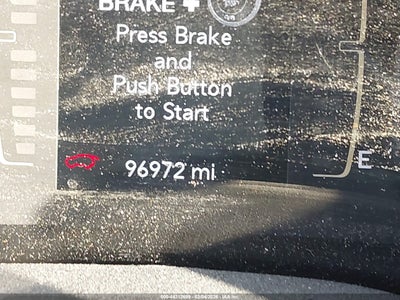 BRAKE +
Press Brake
and
Push Button
to Start
96972 mi
E